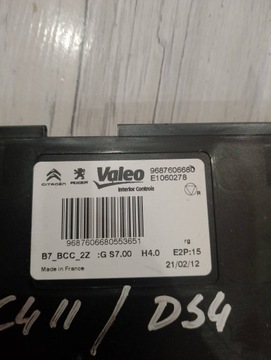 CITROËN PEUGEOT Valeo 9687606680
E1060278
Interior Controls
9687606680553651
rg
B7_BCC_2Z :G S7.00 H4.0 E2P:15
Made in France 21/02/12
C4 II / DS4